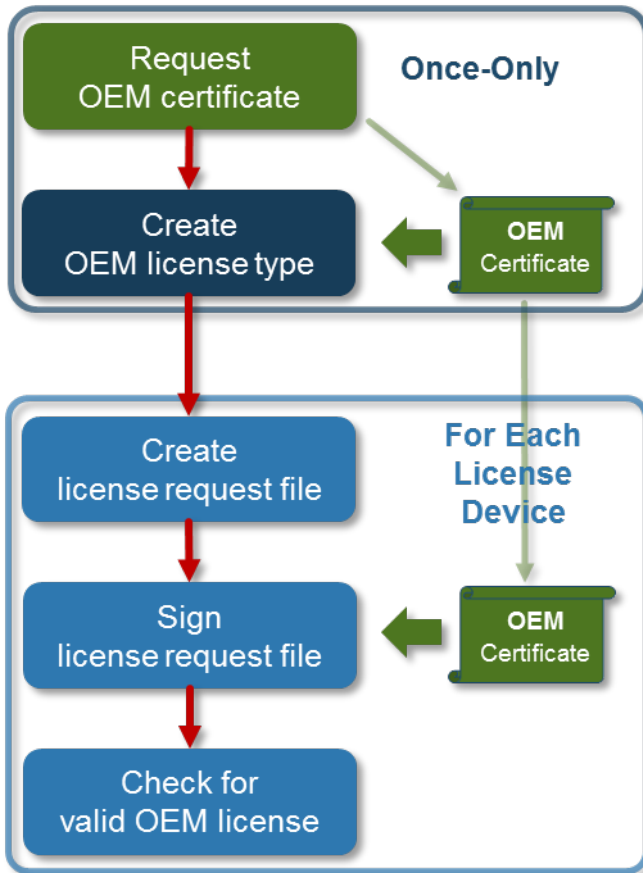 Request
OEM certificate
Once-Only
Create
OEM license type
OEM
Certificate
Create
license request file
For Each
License
Device
Sign
license request file
OEM
Certificate
Check for
valid OEM license